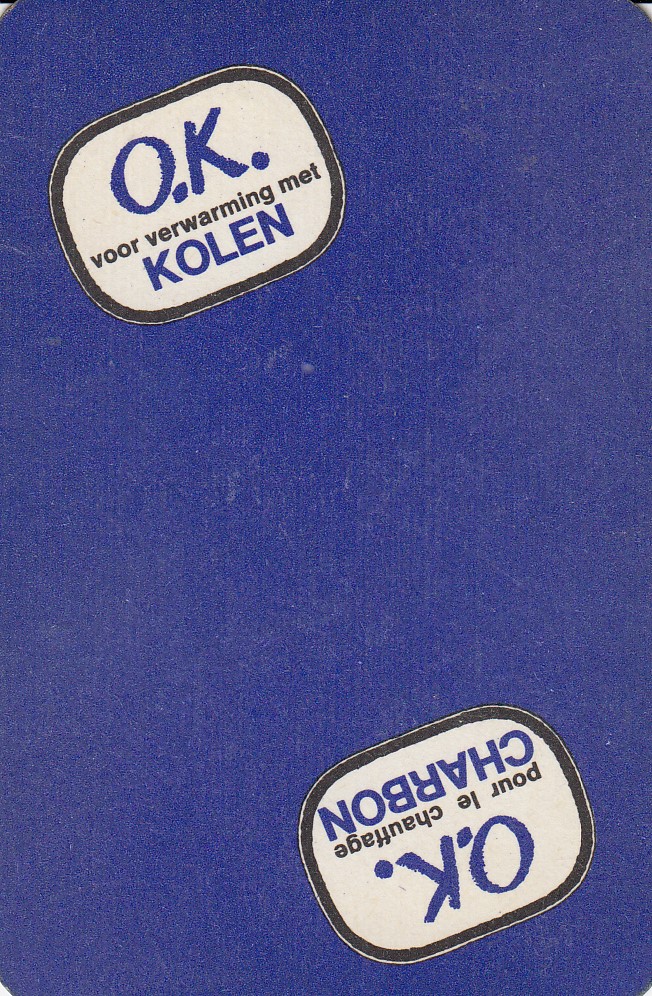 O.K.
voor verwarming met
KOLEN
O.K.
pour le chauffage
CHARBON